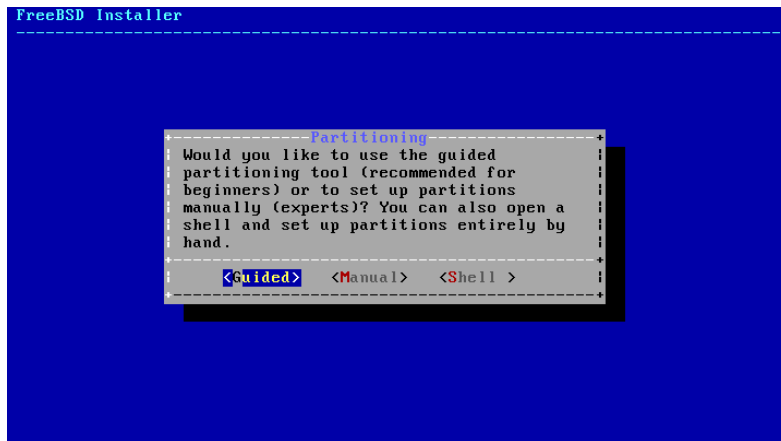 FreeBSD Installer
Partitioning
Would you like to use the guided
partitioning tool (recommended for
beginners) or to set up partitions
manually (experts)? You can also open a
shell and set up partitions entirely by
hand.
<Guided> <Manual> <Shell >